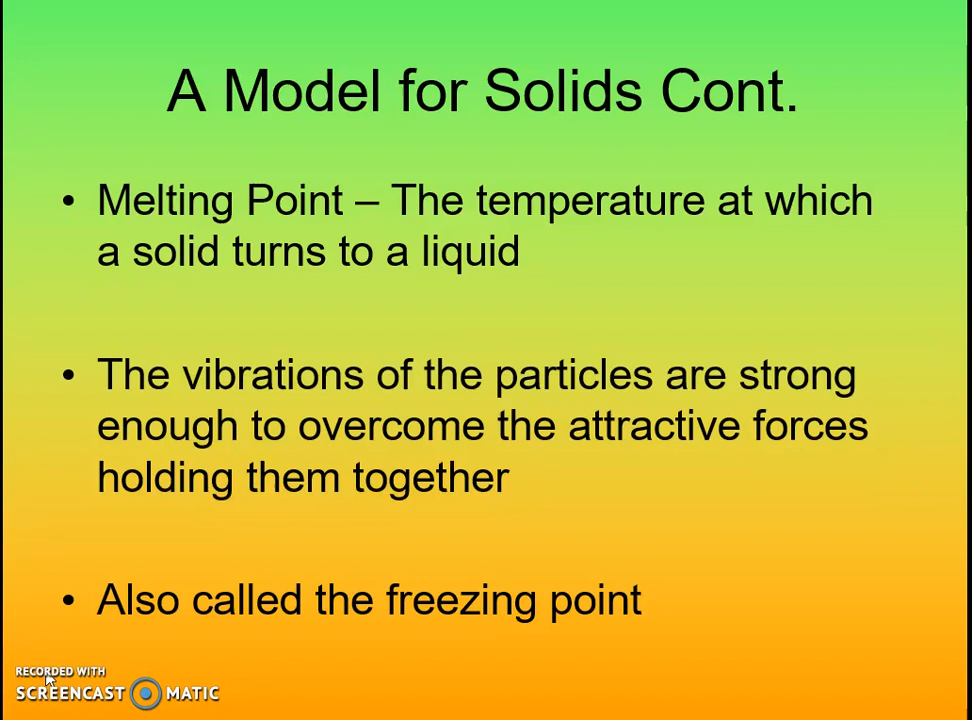 A Model for Solids Cont.
• Melting Point – The temperature at which
a solid turns to a liquid
• The vibrations of the particles are strong
enough to overcome the attractive forces
holding them together
• Also called the freezing point
RECORDED WITH
SCREENCAST MATIC